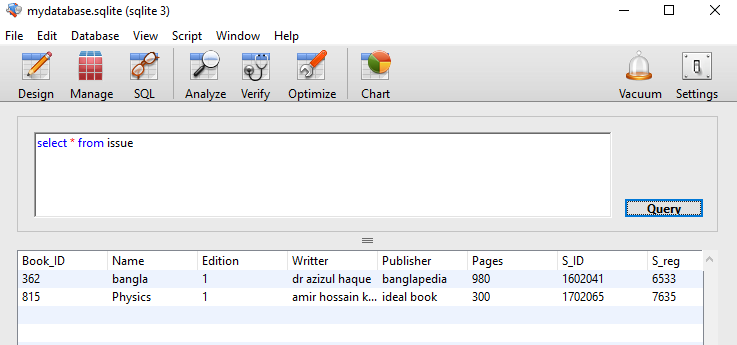 mydatabase.sqlite (sqlite 3)
File Edit Database View Script Window Help
Design Manage SQL Analyze Verify Optimize Chart Vacuum Settings
select * from issue
Query
Book_ID Name Edition Writter Publisher Pages S_ID S_reg
362 bangla 1 dr azizul haque banglapedia 980 1602041 6533
815 Physics 1 amir hossain k... ideal book 300 1702065 7635